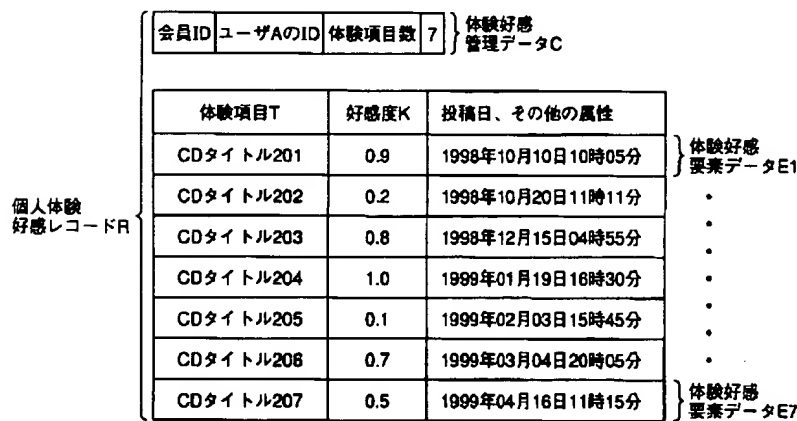 会員ID ユーザAのID 体験項目数 7
体験好感
管理データC
体験項目T 好感度K 投稿日、その他の属性
CDタイトル201 0.9 1998年10月10日10時05分
体験好感
要素データE1
CDタイトル202 0.2 1998年10月20日11時11分
個人体験
好感レコードR
CDタイトル203 0.8 1998年12月15日04時55分
CDタイトル204 1.0 1999年01月19日16時30分
CDタイトル205 0.1 1999年02月03日15時45分
CDタイトル206 0.7 1999年03月04日20時05分
CDタイトル207 0.5 1999年04月16日11時15分
体験好感
要素データE7